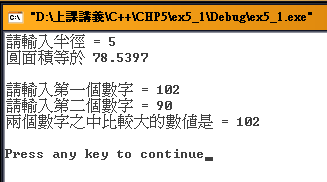 "D:\上課講義\C++\CHP5\ex5_1\Debug\ex5_1.exe"
請輸入半徑 = 5
圓面積等於 78.5397
請輸入第一個數字 = 102
請輸入第二個數字 = 90
兩個數字之中比較大的數值是 = 102
Press any key to continue